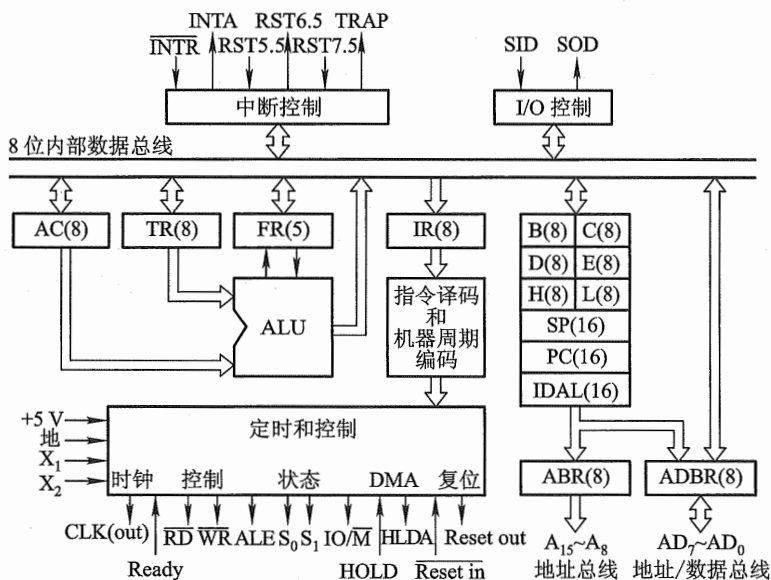 INTA RST6.5 TRAP
INTR RST5.5 RST7.5
SID SOD
中断控制
I/O 控制
8 位内部数据总线
AC(8)
TR(8)
FR(5)
IR(8)
B(8) C(8)
D(8) E(8)
H(8) L(8)
SP(16)
PC(16)
IDAL(16)
ALU
指令译码
和
机器周期
编码
+5 V
地
X₁
X₂
定时和控制
时钟 控制 状态 DMA 复位
ABR(8)
ADBR(8)
CLK(out) RD WR ALE S₀ S₁ IO/M HLDA Reset out
Ready HOLD Reset in
A₁₅~A₈
地址总线
AD₇~AD₀
地址/数据总线